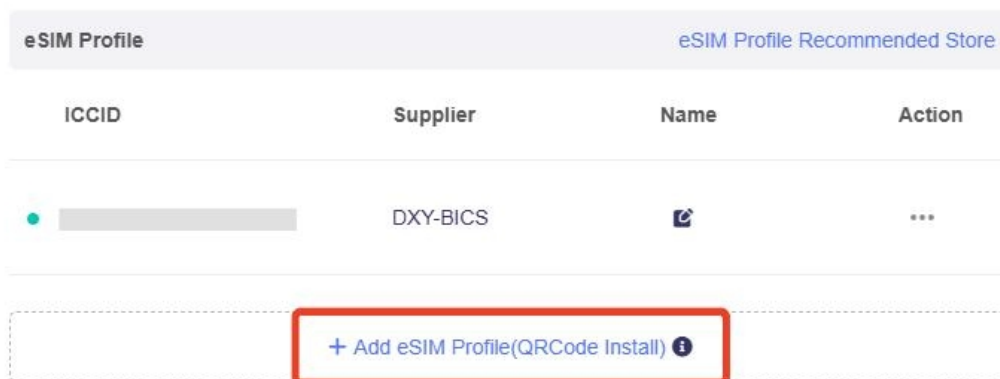 eSIM Profile eSIM Profile Recommended Store
ICCID Supplier Name Action
DXY-BICS
+ Add eSIM Profile(QRCode Install)